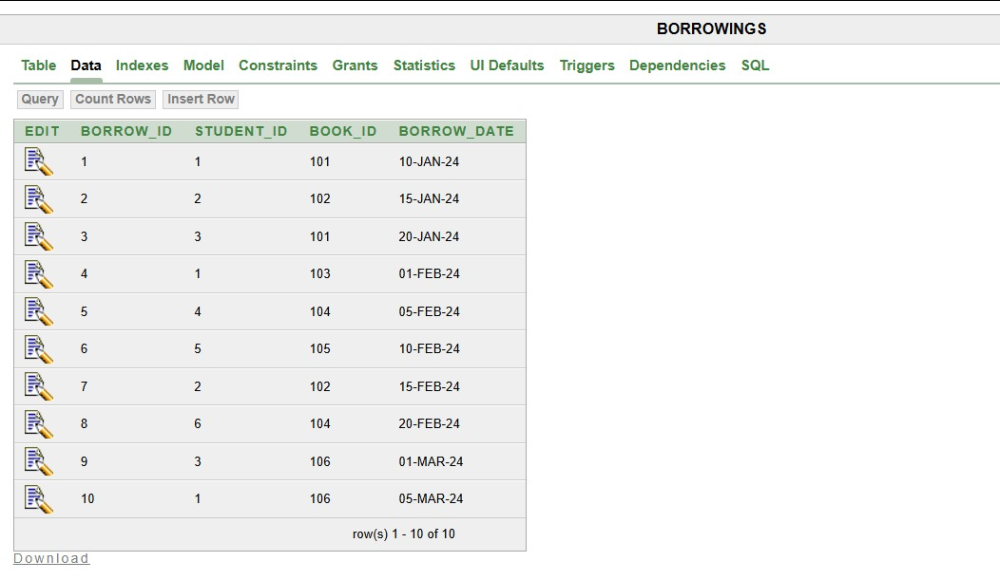 BORROWINGS
Table Data Indexes Model Constraints Grants Statistics UI Defaults Triggers Dependencies SQL
Query Count Rows Insert Row
EDIT BORROW_ID STUDENT_ID BOOK_ID BORROW_DATE
1 1 101 10-JAN-24
2 2 102 15-JAN-24
3 3 101 20-JAN-24
4 1 103 01-FEB-24
5 4 104 05-FEB-24
6 5 105 10-FEB-24
7 2 102 15-FEB-24
8 6 104 20-FEB-24
9 3 106 01-MAR-24
10 1 106 05-MAR-24
row(s) 1 - 10 of 10
Download